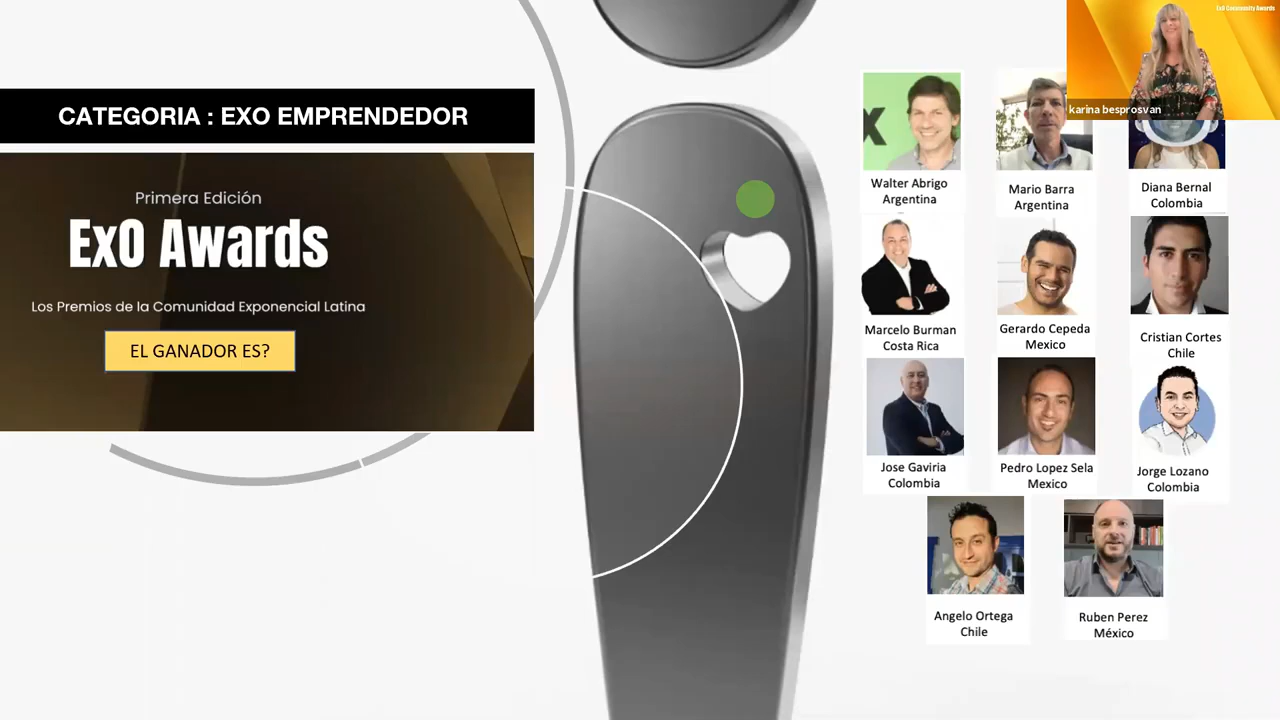 ExO Community Awards
karina besprosvan
CATEGORIA : EXO EMPRENDEDOR
Primera Edición
ExO Awards
Los Premios de la Comunidad Exponencial Latina
EL GANADOR ES?
X
Walter Abrigo
Argentina
Mario Barra
Argentina
Diana Bernal
Colombia
Marcelo Burman
Costa Rica
Gerardo Cepeda
Mexico
Cristian Cortes
Chile
Jose Gaviria
Colombia
Pedro Lopez Sela
Mexico
Jorge Lozano
Colombia
Angelo Ortega
Chile
Ruben Perez
México